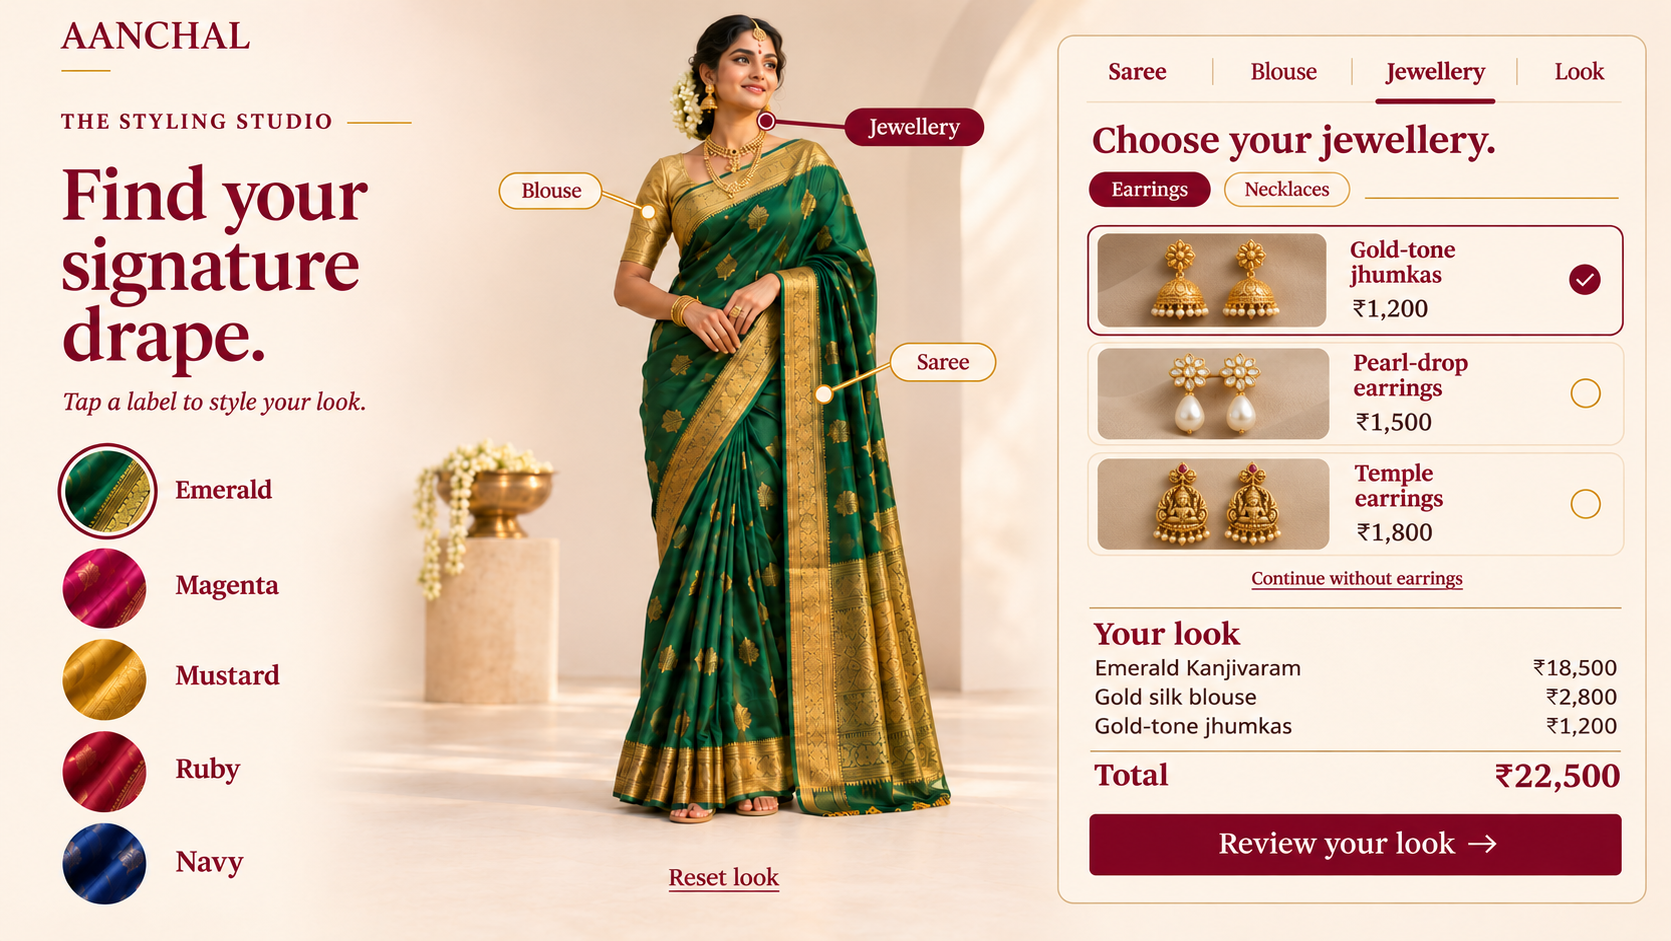 AANCHAL
THE STYLING STUDIO
Find your
signature
drape.
Tap a label to style your look.
Emerald
Magenta
Mustard
Ruby
Navy
Jewellery
Blouse
Saree
Reset look
Saree
Blouse
Jewellery
Look
Choose your jewellery.
Earrings
Necklaces
Gold-tone
jhumkas
₹1,200
Pearl-drop
earrings
₹1,500
Temple
earrings
₹1,800
Continue without earrings
Your look
Emerald Kanjivaram ₹18,500
Gold silk blouse ₹2,800
Gold-tone jhumkas ₹1,200
Total ₹22,500
Review your look →